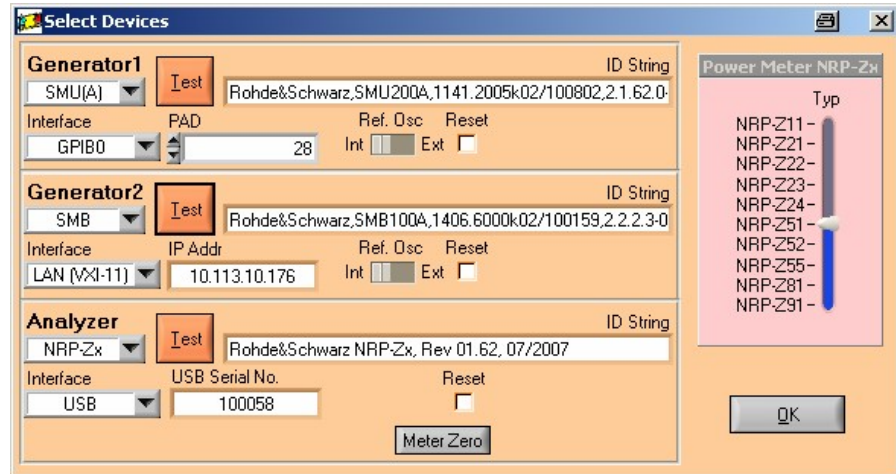 Select Devices
Generator1
ID String
SMU(A)
Test
Rohde&Schwarz,SMU200A,1141.2005k02/100802,2.1.62.0-
Interface
PAD
Ref. Osc
Reset
GPIB0
28
Int
Ext
Generator2
ID String
SMB
Test
Rohde&Schwarz,SMB100A,1406.6000k02/100159,2.2.2.3-0
Interface
IP Addr
Ref. Osc
Reset
LAN (VXI-11)
10.113.10.176
Int
Ext
Analyzer
ID String
NRP-Zx
Test
Rohde&Schwarz NRP-Zx, Rev 01.62, 07/2007
Interface
USB Serial No.
Reset
USB
100058
Meter Zero
Power Meter NRP-Zx
Typ
NRP-Z11
NRP-Z21
NRP-Z22
NRP-Z23
NRP-Z24
NRP-Z51
NRP-Z52
NRP-Z55
NRP-Z81
NRP-Z91
OK